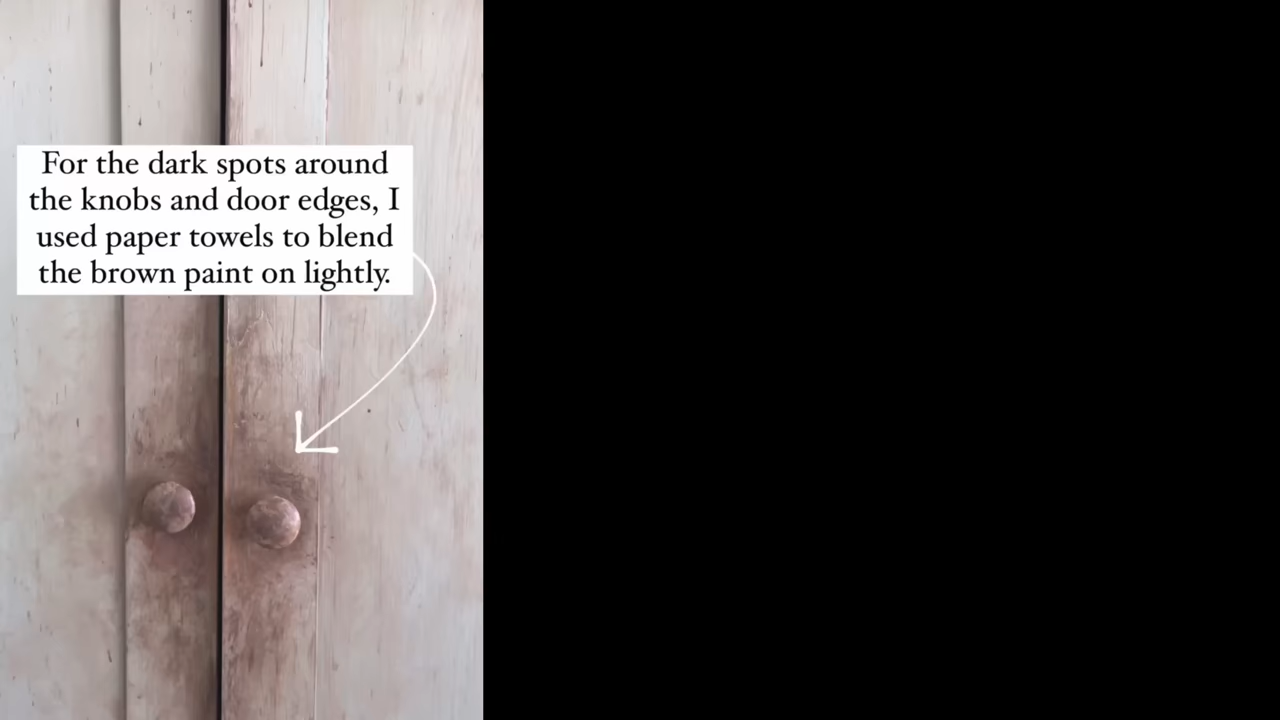 For the dark spots around
the knobs and door edges, I
used paper towels to blend
the brown paint on lightly.